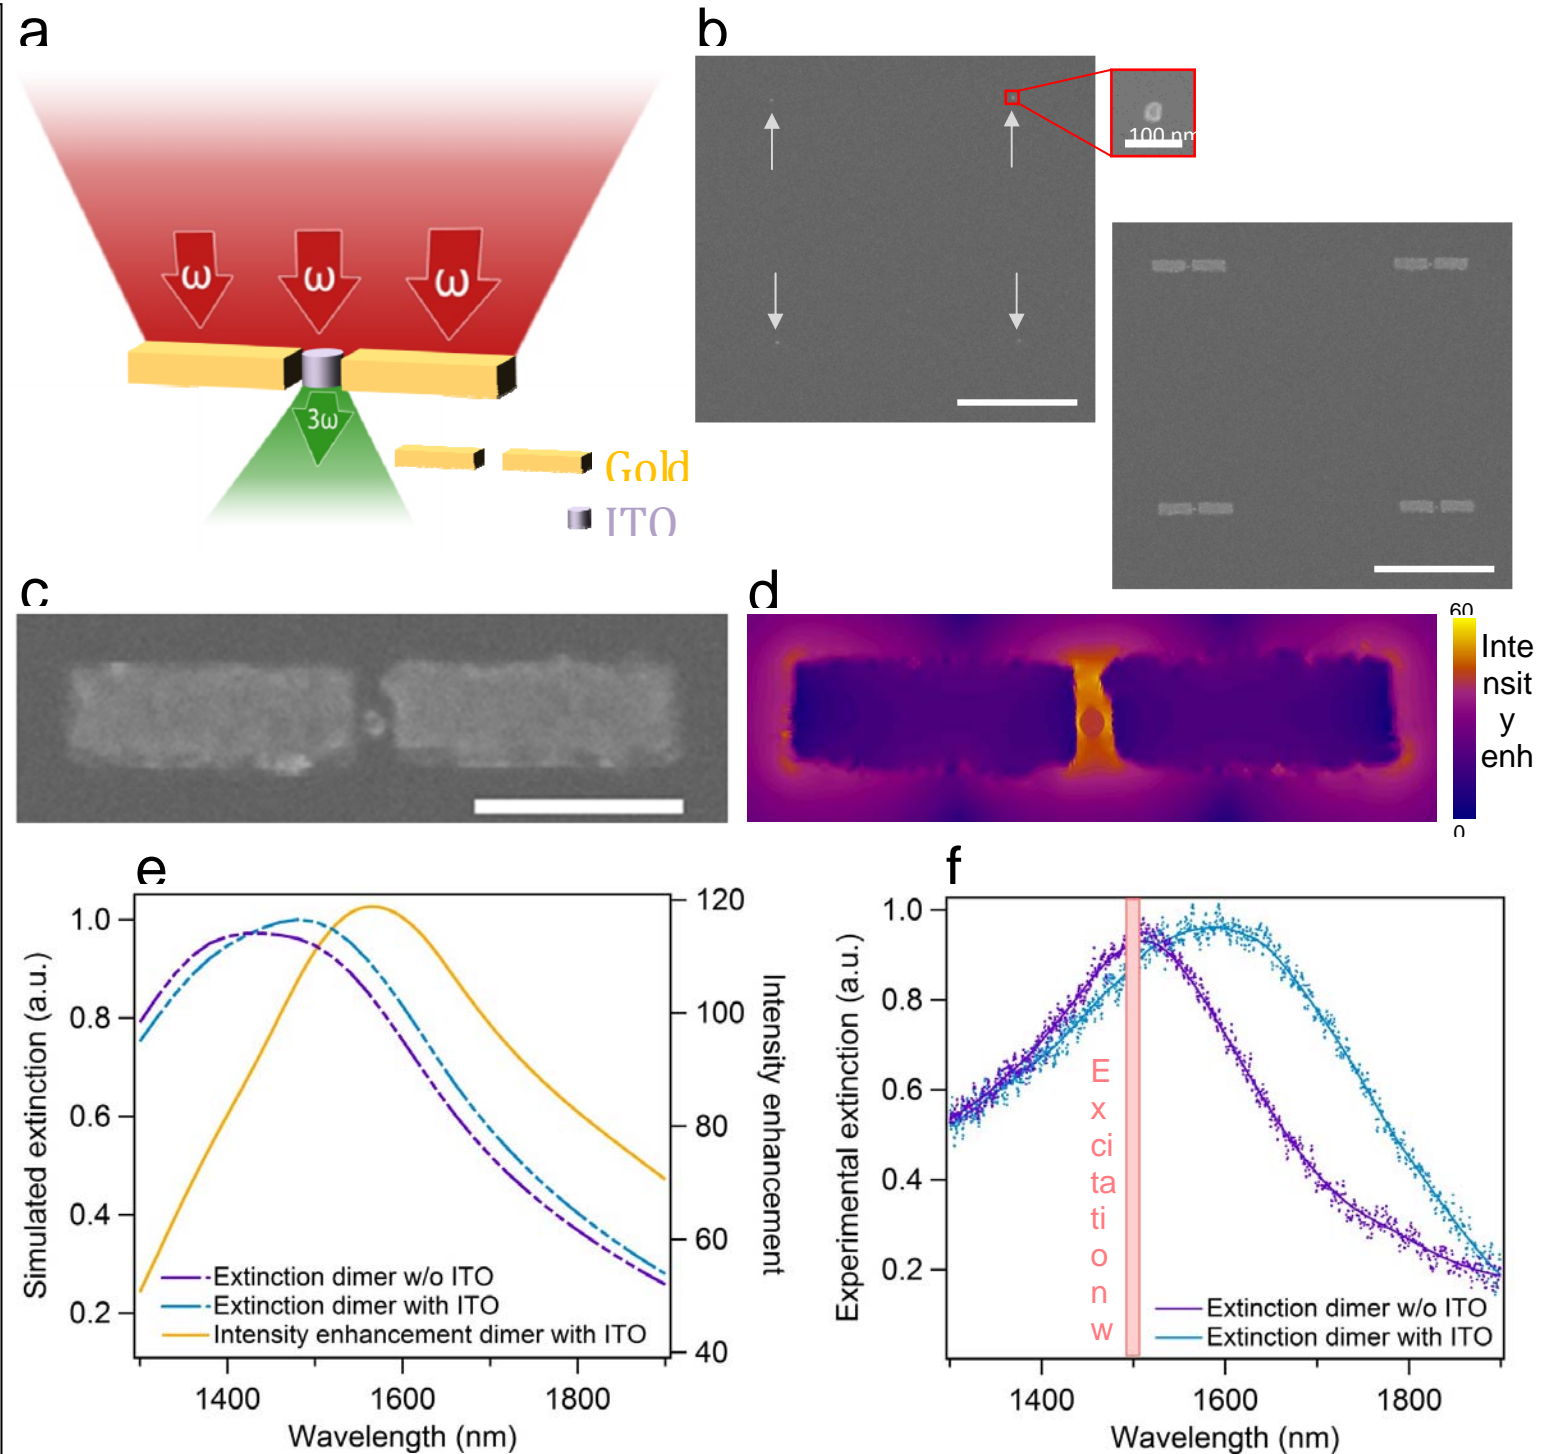 a
b
ω ω ω
3ω
Gold
ITO
100 nm
c
d
60
Inte
nsit
y
enh
0
e
f
1.0
0.8
0.6
0.4
0.2
Simulated extinction (a.u.)
120
100
80
60
40
Intensity enhancement
Extinction dimer w/o ITO
Extinction dimer with ITO
Intensity enhancement dimer with ITO
1400 1600 1800
Wavelength (nm)
1.0
0.8
0.6
0.4
0.2
Experimental extinction (a.u.)
E
x
ci
ta
ti
o
n
w
Extinction dimer w/o ITO
Extinction dimer with ITO
1400 1600 1800
Wavelength (nm)